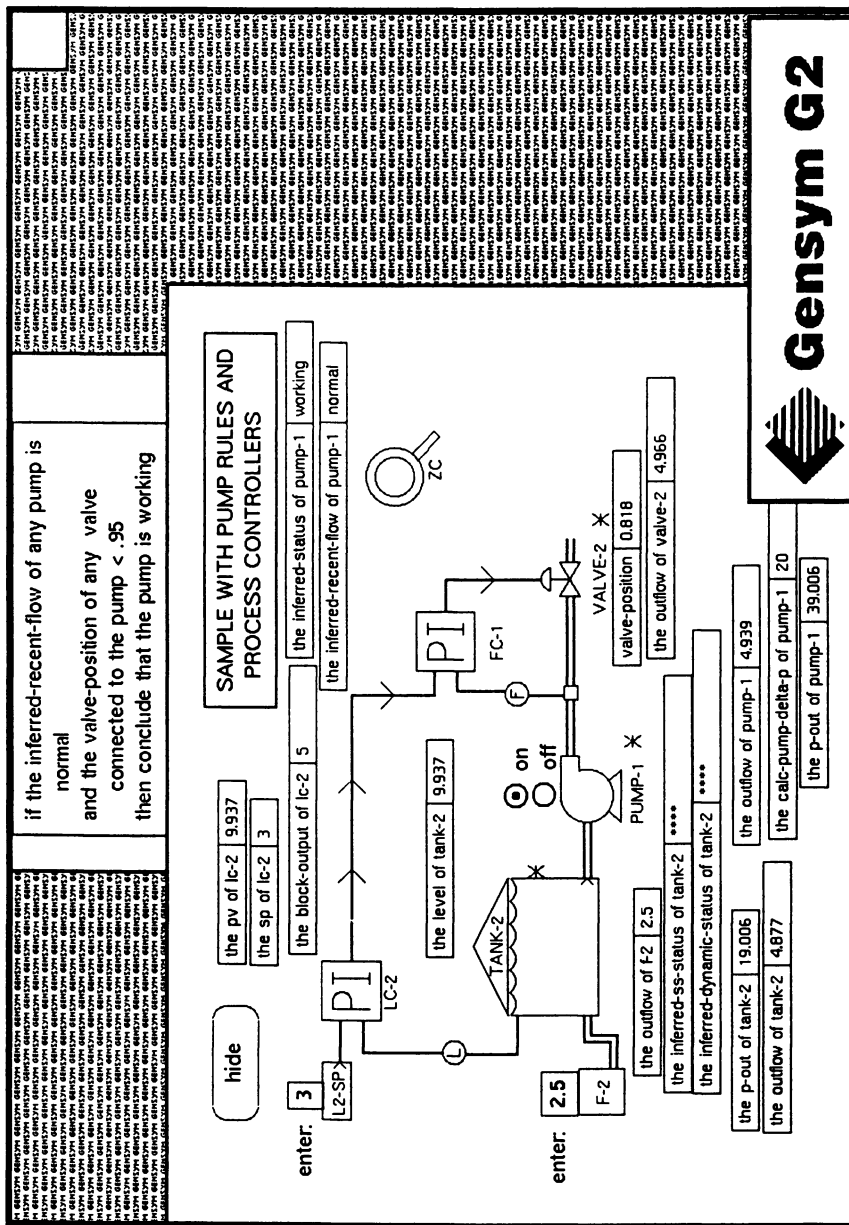 if the inferred-recent-flow of any pump is
normal
and the valve-position of any valve
connected to the pump < .95
then conclude that the pump is working
hide
the pv of lc-2 9.937
the sp of lc-2 3
SAMPLE WITH PUMP RULES AND
PROCESS CONTROLLERS
the block-output of lc-2 5
the inferred-status of pump-1 working
the inferred-recent-flow of pump-1 normal
enter: 3
L2-SP
PI
LC-2
L
the level of tank-2 9.937
PI
FC-1
F
ZC
TANK-2
on
off
PUMP-1
VALVE-2
valve-position 0.818
the outflow of valve-2 4.966
enter: 2.5
F-2
the outflow of F-2 2.5
the inferred-ss-status of tank-2 ****
the inferred-dynamic-status of tank-2 ****
the p-out of tank-2 19.006
the outflow of tank-2 4.877
the outflow of pump-1 4.939
the calc-pump-delta-p of pump-1 20
the p-out of pump-1 39.006
Gensym G2